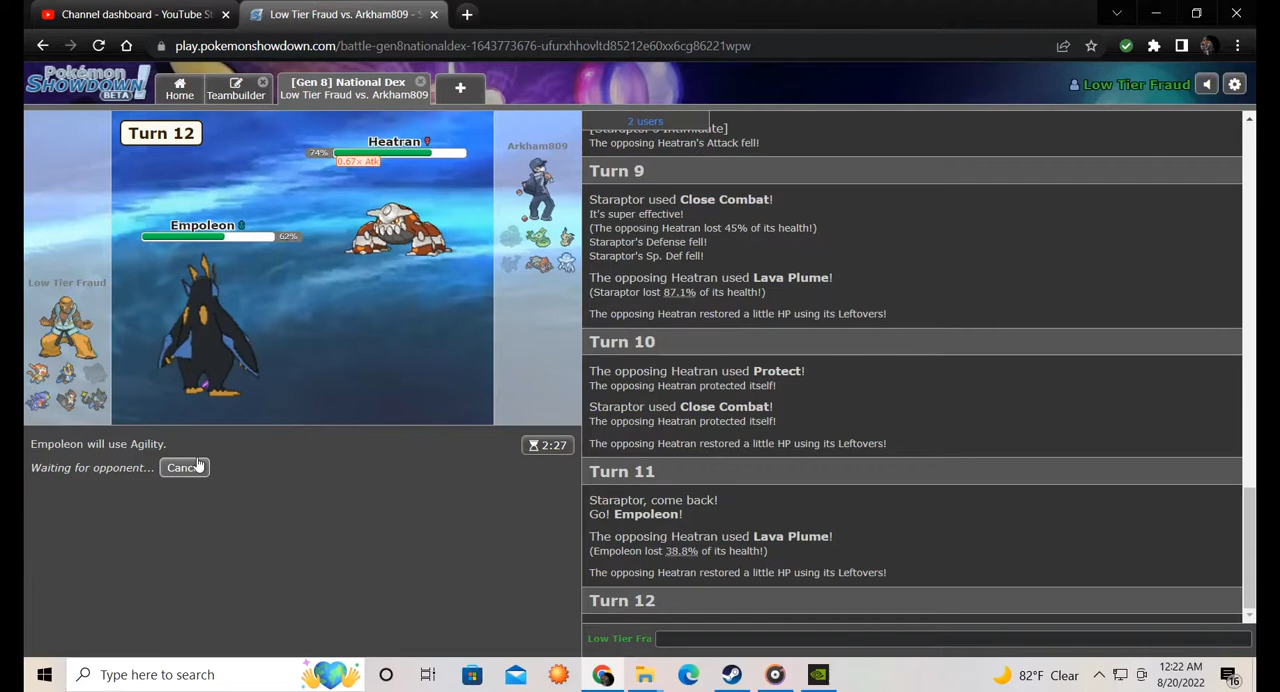 Channel dashboard - YouTube St
Low Tier Fraud vs. Arkham809 - S
play.pokemonshowdown.com/battle-gen8nationaldex-1643773676-ufurxhhovltd85212e60xx6cg86221wpw
Pokémon
SHOWDOWN!
BETA
Home
Teambuilder
[Gen 8] National Dex
Low Tier Fraud vs. Arkham809
Low Tier Fraud
Turn 12
Heatran
74%
0.67× Atk
Empoleon
62%
Arkham809
Low Tier Fraud
Empoleon will use Agility.
Waiting for opponent...
2:27
2 users
[Staraptor's Intimidate]
The opposing Heatran's Attack fell!
Turn 9
Staraptor used Close Combat!
It's super effective!
(The opposing Heatran lost 45% of its health!)
Staraptor's Defense fell!
Staraptor's Sp. Def fell!
The opposing Heatran used Lava Plume!
(Staraptor lost 87.1% of its health!)
The opposing Heatran restored a little HP using its Leftovers!
Turn 10
The opposing Heatran used Protect!
The opposing Heatran protected itself!
Staraptor used Close Combat!
The opposing Heatran protected itself!
The opposing Heatran restored a little HP using its Leftovers!
Turn 11
Staraptor, come back!
Go! Empoleon!
The opposing Heatran used Lava Plume!
(Empoleon lost 38.8% of its health!)
The opposing Heatran restored a little HP using its Leftovers!
Turn 12
Low Tier Fra
Type here to search
82°F Clear
12:22 AM
8/20/2022
16